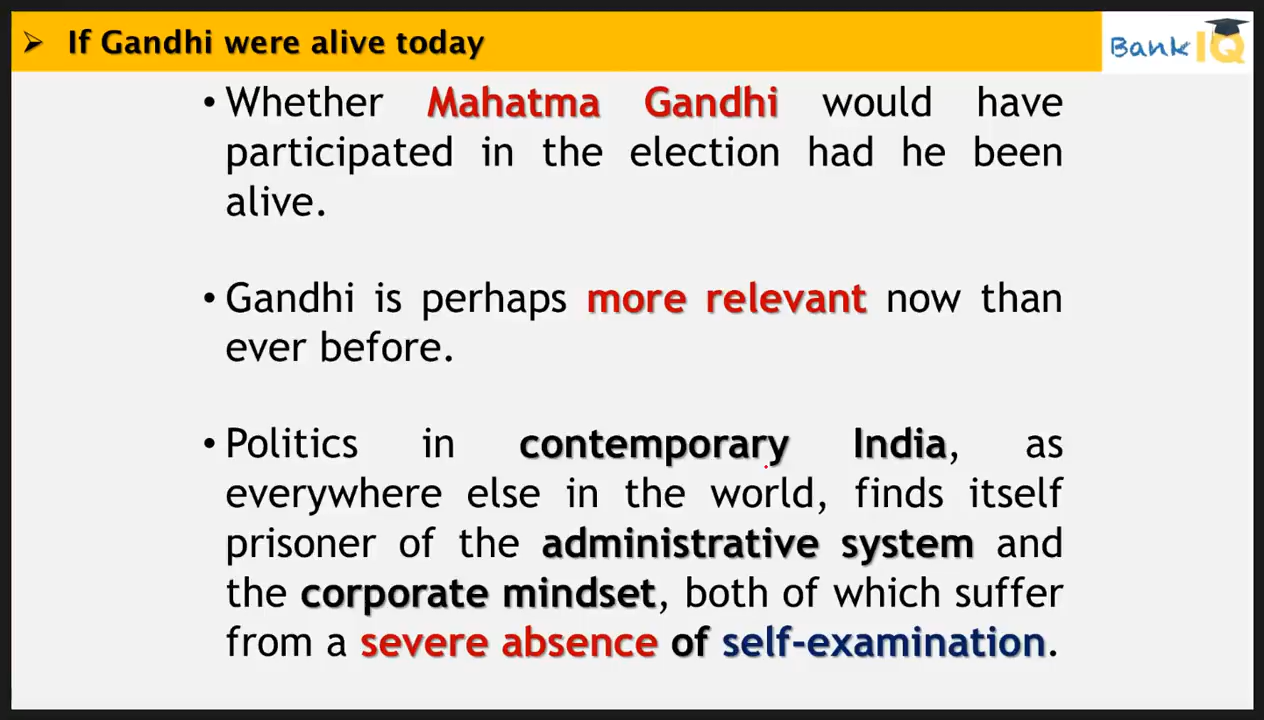 ➢ If Gandhi were alive today
Bank IQ
• Whether Mahatma Gandhi would have
participated in the election had he been
alive.
• Gandhi is perhaps more relevant now than
ever before.
• Politics in contemporary India, as
everywhere else in the world, finds itself
prisoner of the administrative system and
the corporate mindset, both of which suffer
from a severe absence of self-examination.